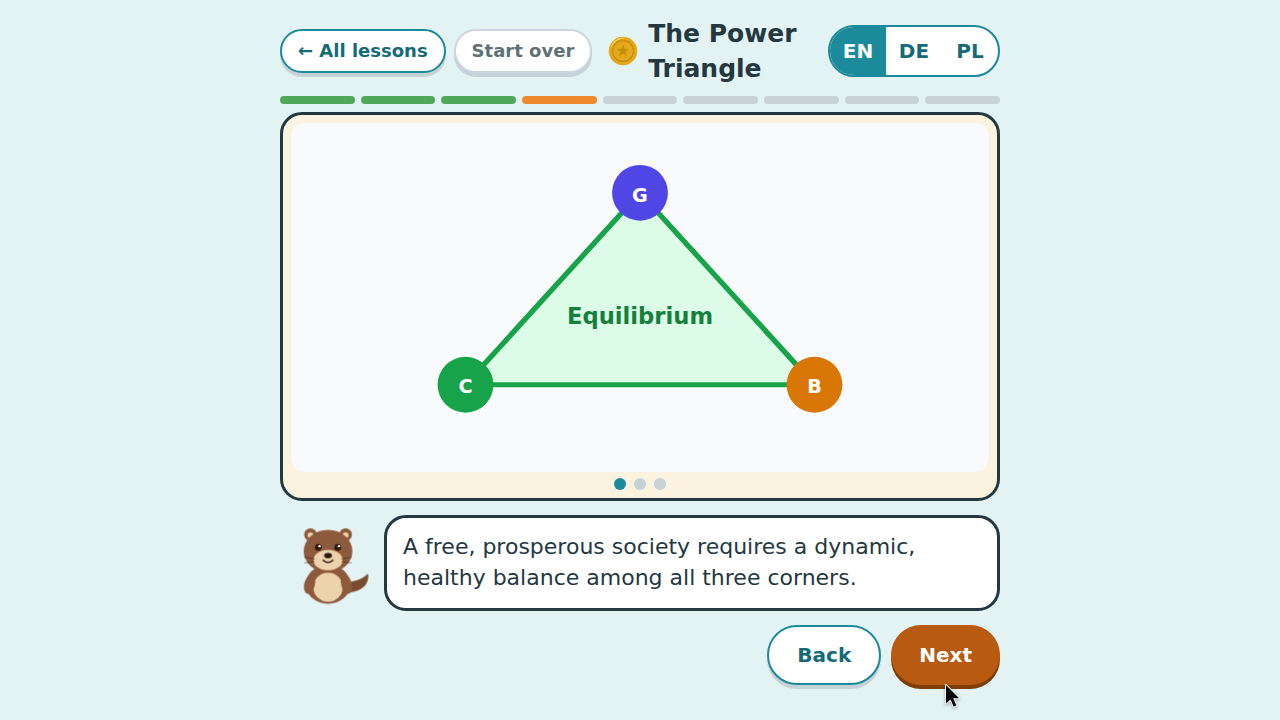 ← All lessons
Start over
The Power
Triangle
EN
DE
PL
G
Equilibrium
C
B
A free, prosperous society requires a dynamic,
healthy balance among all three corners.
Back
Next